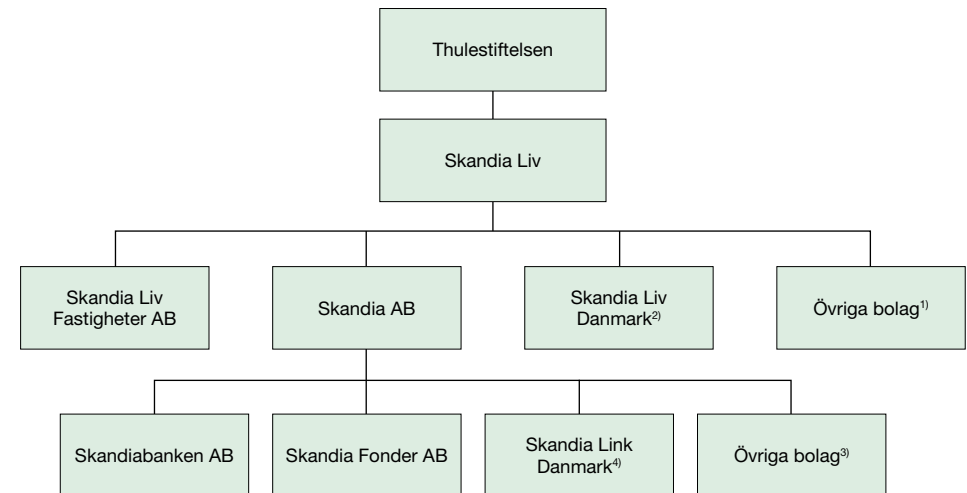 Thulestiftelsen
Skandia Liv
Skandia Liv
Fastigheter AB
Skandia AB
Skandia Liv
Danmark2)
Övriga bolag1)
Skandiabanken AB
Skandia Fonder AB
Skandia Link
Danmark4)
Övriga bolag3)